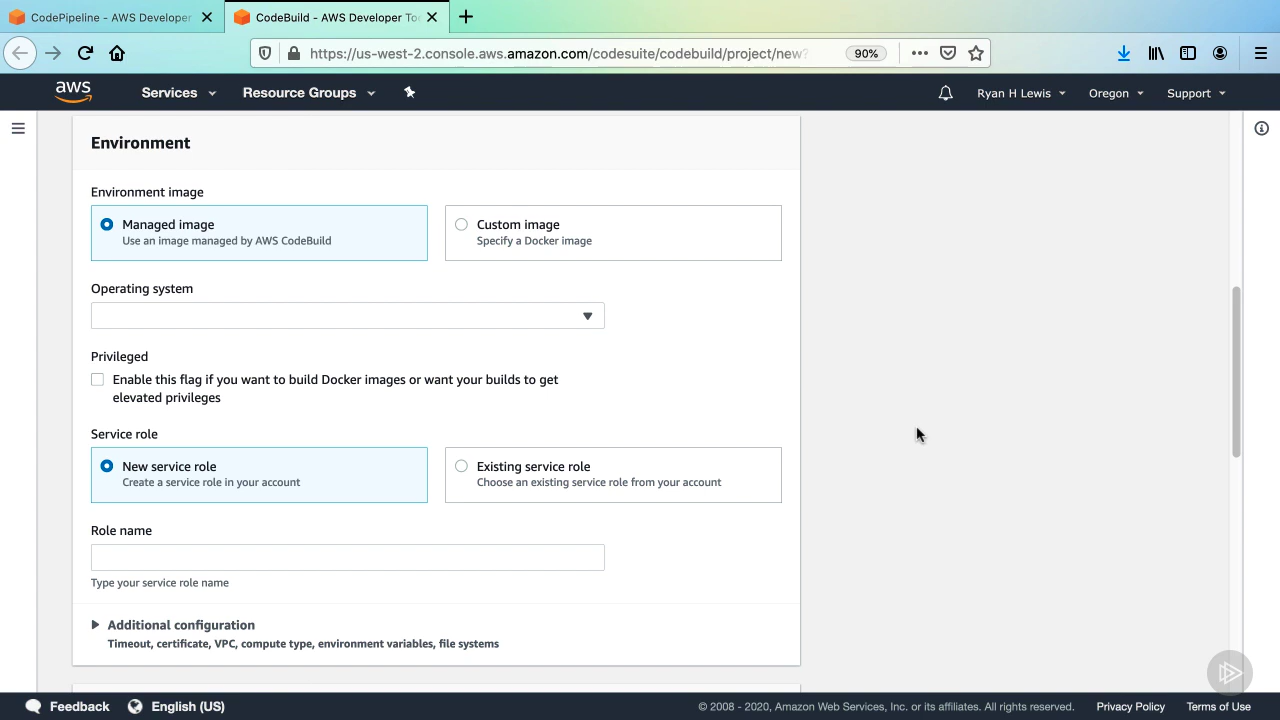 CodePipeline - AWS Developer
CodeBuild - AWS Developer To
https://us-west-2.console.aws.amazon.com/codesuite/codebuild/project/new?
90%
aws
Services
Resource Groups
Ryan H Lewis
Oregon
Support
Environment
Environment image
Managed image
Use an image managed by AWS CodeBuild
Custom image
Specify a Docker image
Operating system
Privileged
Enable this flag if you want to build Docker images or want your builds to get
elevated privileges
Service role
New service role
Create a service role in your account
Existing service role
Choose an existing service role from your account
Role name
Type your service role name
Additional configuration
Timeout, certificate, VPC, compute type, environment variables, file systems
Feedback
English (US)
© 2008 - 2020, Amazon Web Services, Inc. or its affiliates. All rights reserved.
Privacy Policy
Terms of Use